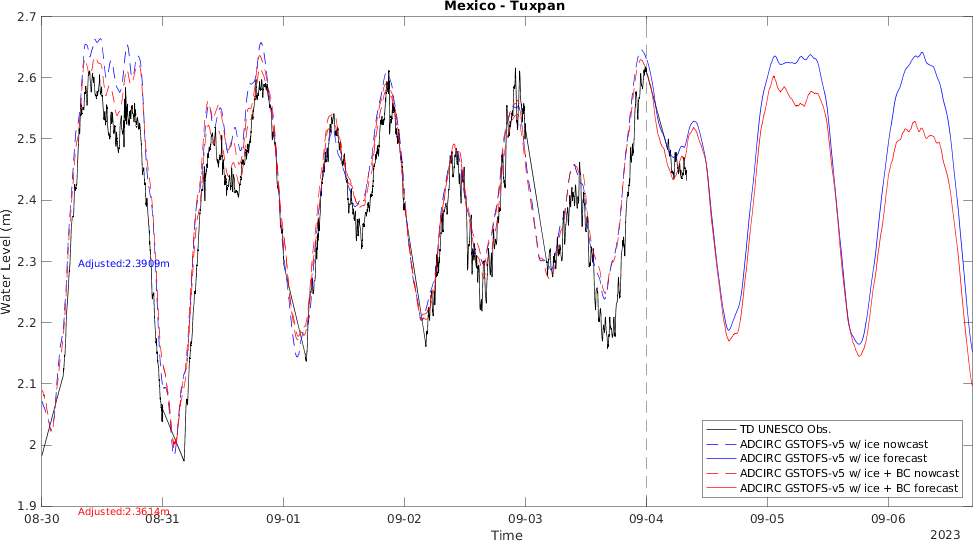 Mexico - Tuxpan
2.7
2.6
2.5
2.4
2.3
2.2
2.1
2
1.9
Water Level (m)
Adjusted:2.3909m
Adjusted:2.3614m
TD UNESCO Obs.
ADCIRC GSTOFS-v5 w/ ice nowcast
ADCIRC GSTOFS-v5 w/ ice forecast
ADCIRC GSTOFS-v5 w/ ice + BC nowcast
ADCIRC GSTOFS-v5 w/ ice + BC forecast
08-30 08-31 09-01 09-02 09-03 09-04 09-05 09-06
Time
2023